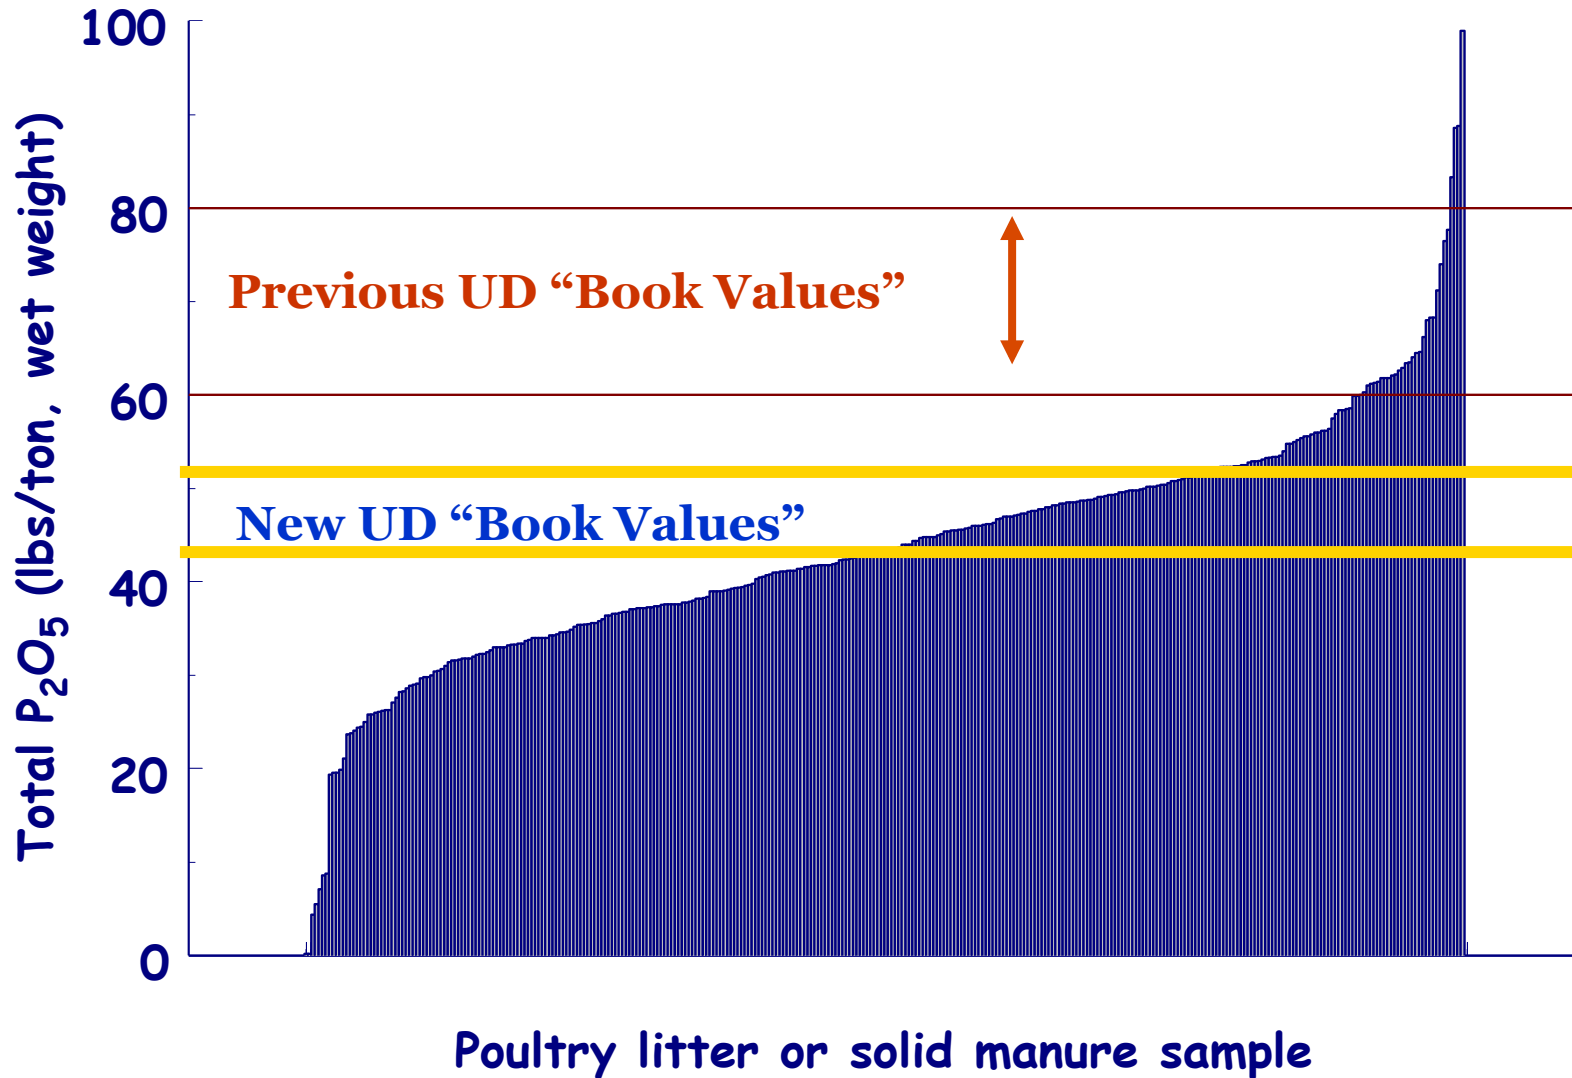 Total P₂O₅ (lbs/ton, wet weight)
100
80
60
40
20
0
Previous UD “Book Values”
New UD “Book Values”
Poultry litter or solid manure sample